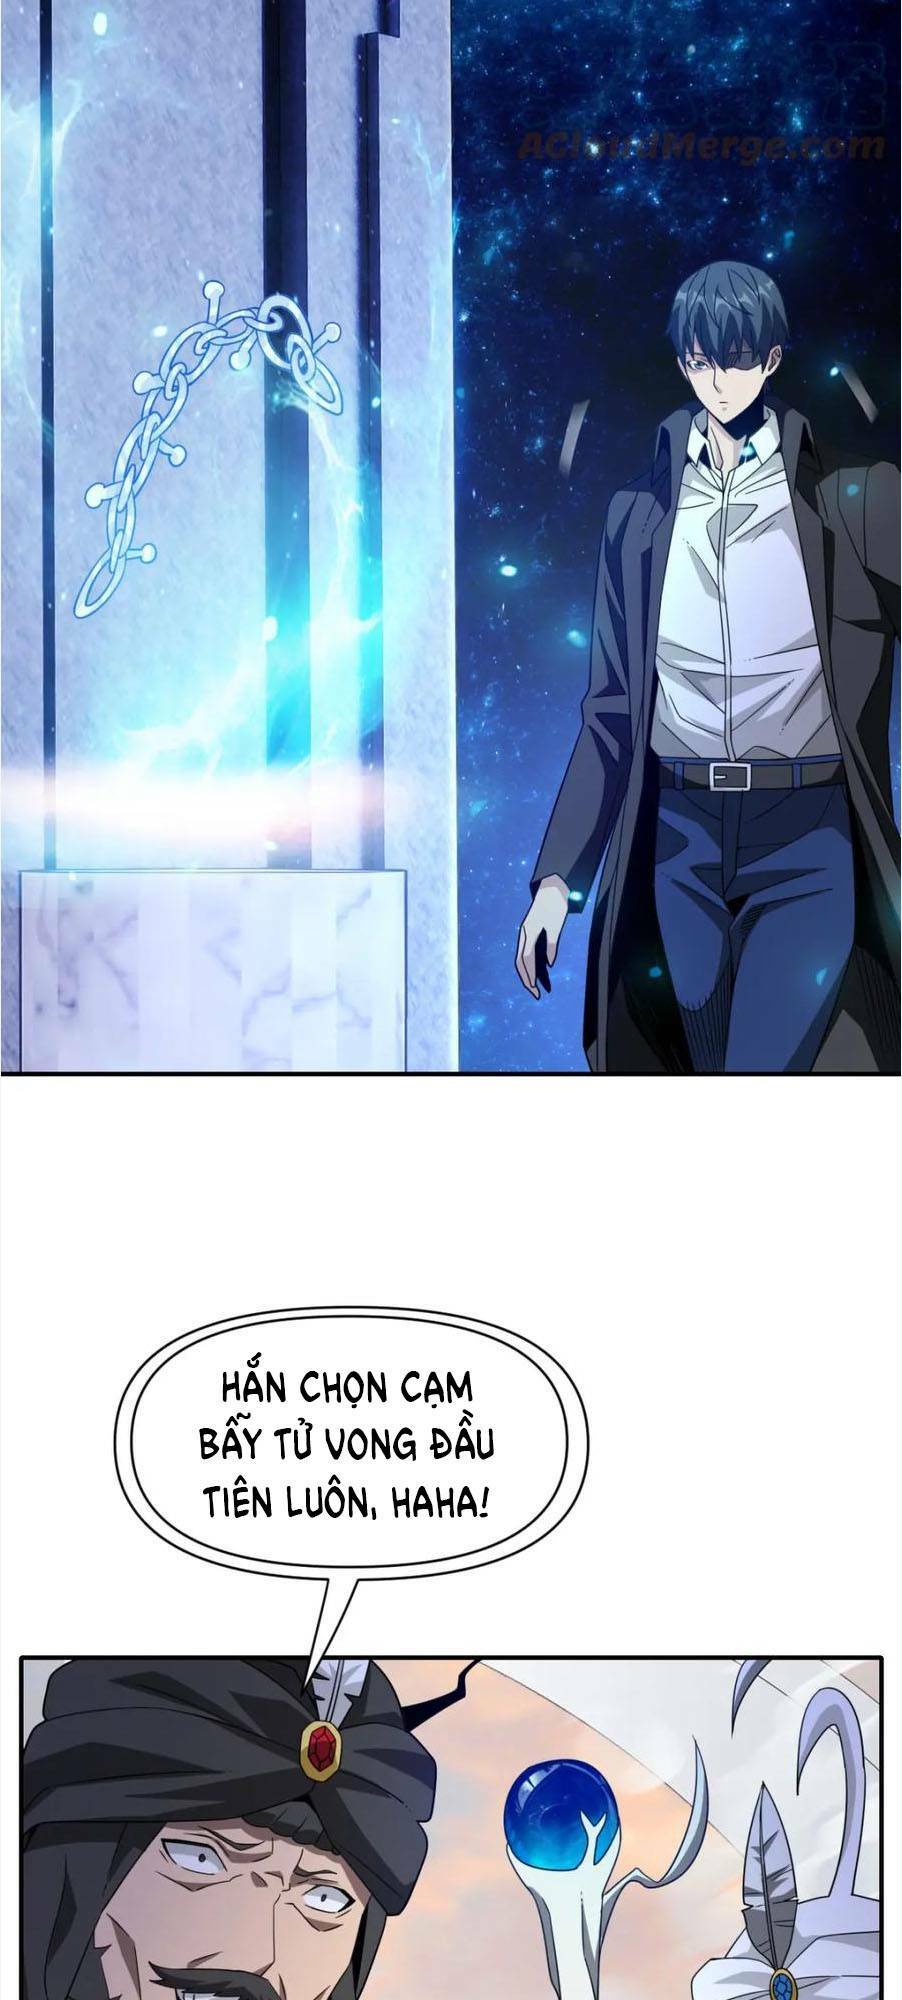 ACloudMerge.com
HẮN CHỌN CẠM
BẪY TỬ VONG ĐẦU
TIÊN LUÔN, HAHA!